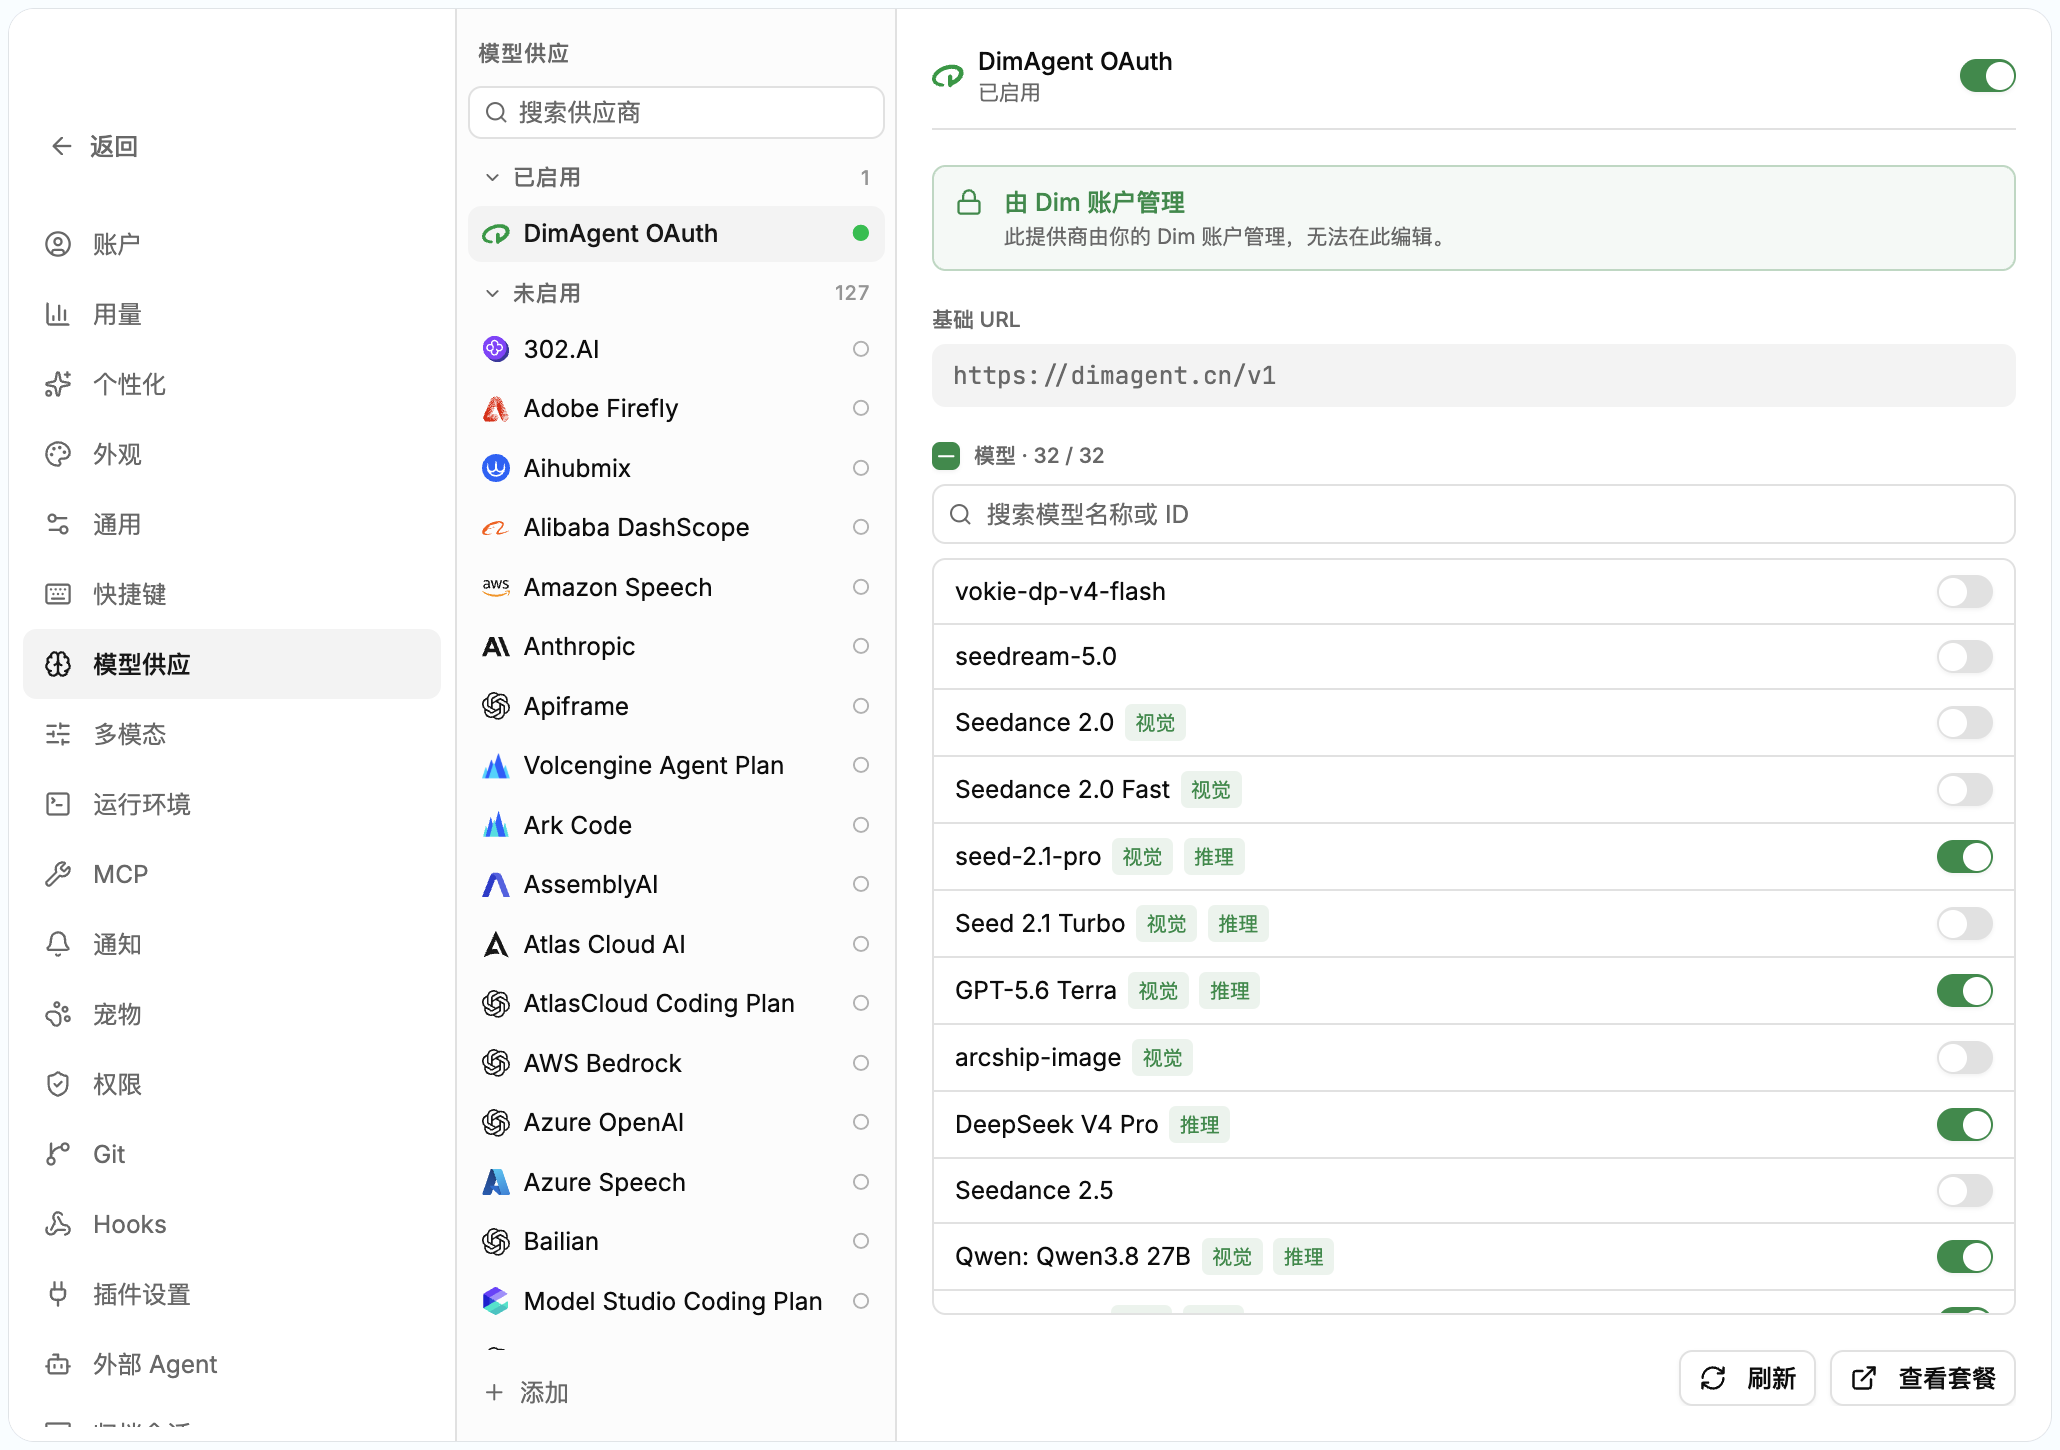 返回
账户
用量
个性化
外观
通用
快捷键
模型供应
多模态
运行环境
MCP
通知
宠物
权限
Git
Hooks
插件设置
外部 Agent
模型供应
搜索供应商
已启用 1
DimAgent OAuth
未启用 127
302.AI
Adobe Firefly
Aihubmix
Alibaba DashScope
aws Amazon Speech
Anthropic
Apiframe
Volcengine Agent Plan
Ark Code
AssemblyAI
Atlas Cloud AI
AtlasCloud Coding Plan
AWS Bedrock
Azure OpenAI
Azure Speech
Bailian
Model Studio Coding Plan
添加
DimAgent OAuth
已启用
由 Dim 账户管理
此提供商由你的 Dim 账户管理，无法在此编辑。
基础 URL
https://dimagent.cn/v1
模型 · 32 / 32
搜索模型名称或 ID
vokie-dp-v4-flash
seedream-5.0
Seedance 2.0 视觉
Seedance 2.0 Fast 视觉
seed-2.1-pro 视觉 推理
Seed 2.1 Turbo 视觉 推理
GPT-5.6 Terra 视觉 推理
arcship-image 视觉
DeepSeek V4 Pro 推理
Seedance 2.5
Qwen: Qwen3.8 27B 视觉 推理
刷新
查看套餐